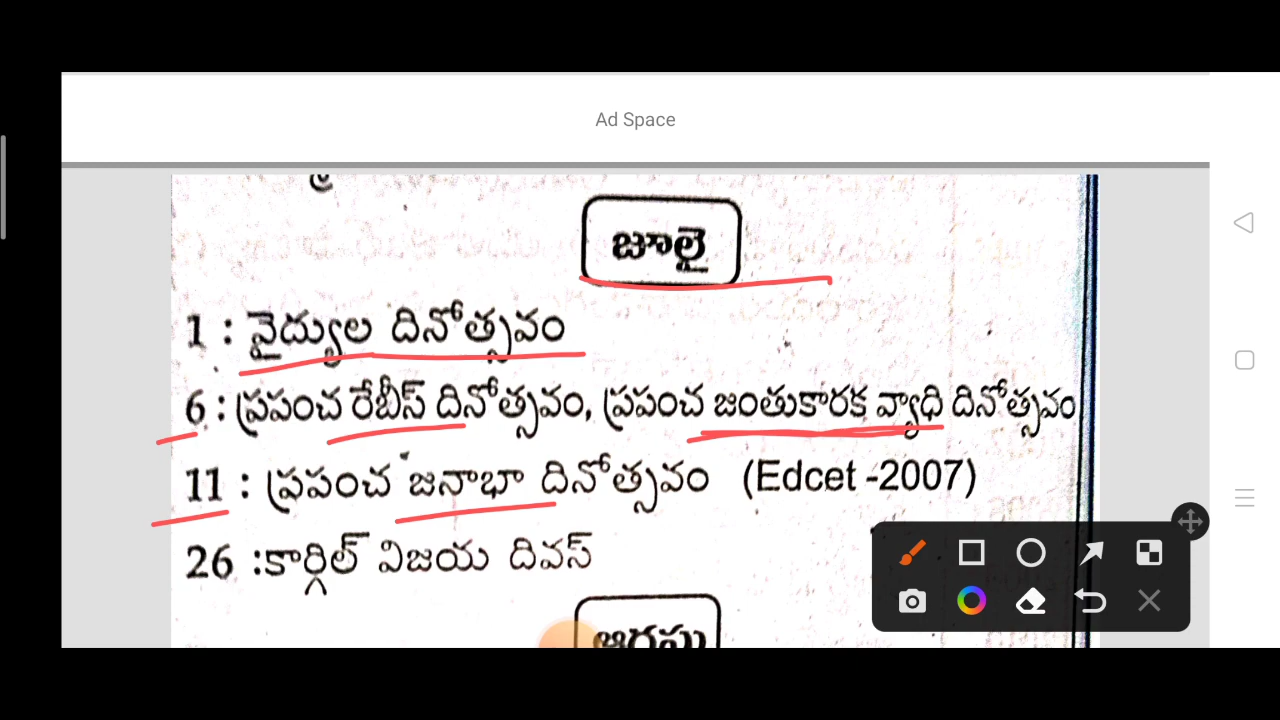 Ad Space
జూలై
1 : వైద్యుల దినోత్సవం
6 : ప్రపంచ రేబీస్ దినోత్సవం, ప్రపంచ జంతుకారక వ్యాధి దినోత్సవం
11 : ప్రపంచ జనాభా దినోత్సవం (Edcet -2007)
26 :కార్గిల్ విజయ దివస్